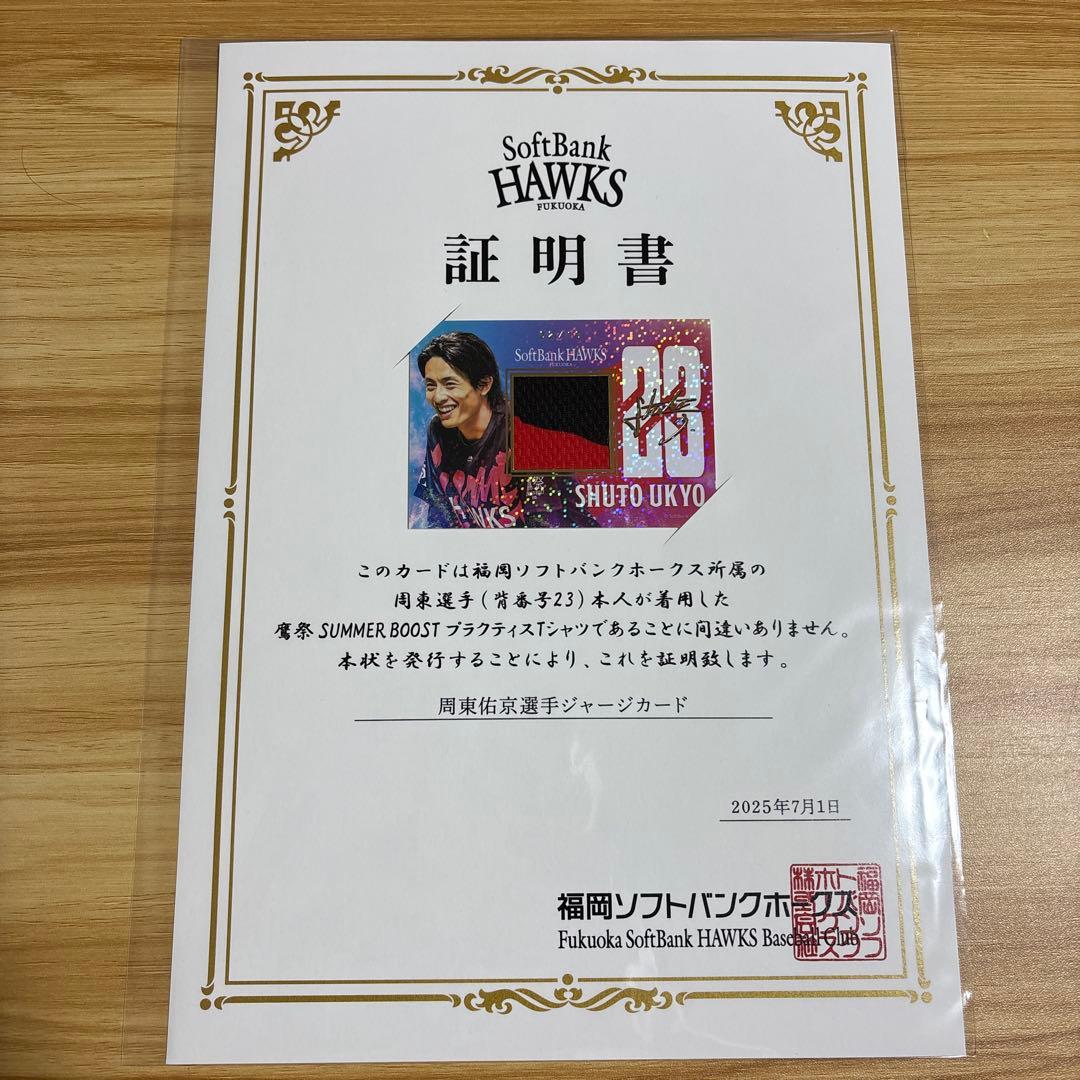 SoftBank
HAWKS
FUKUOKA
証明書
SoftBank HAWKS
FUKUOKA
23
SHUTO UKYO
HAWKS
このカードは福岡ソフトバンクホークス所属の
周東選手(背番号23)本人が着用した
鷹祭 SUMMER BOOST プラクティスTシャツであることに間違いありません。
本状を発行することにより、これを証明致します。
周東佑京選手ジャージカード
2025年7月1日
福岡ソフトバンクホークス
Fukuoka SoftBank HAWKS Baseball Club